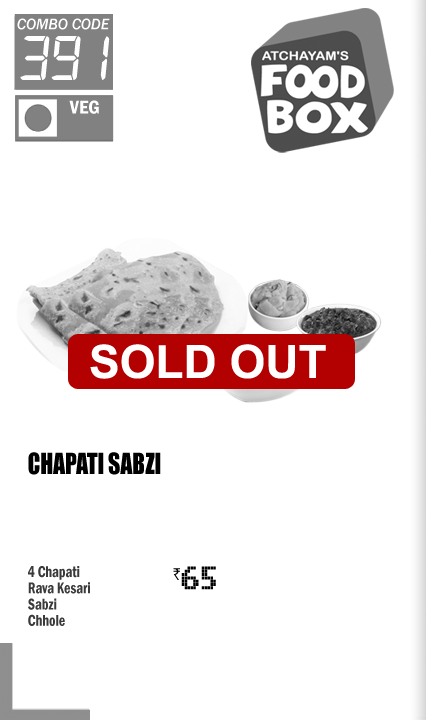 COMBO CODE
391
VEG
ATCHAYAM'S
FOOD
BOX
SOLD OUT
CHAPATI SABZI
4 Chapati
Rava Kesari
Sabzi
Chhole
₹65